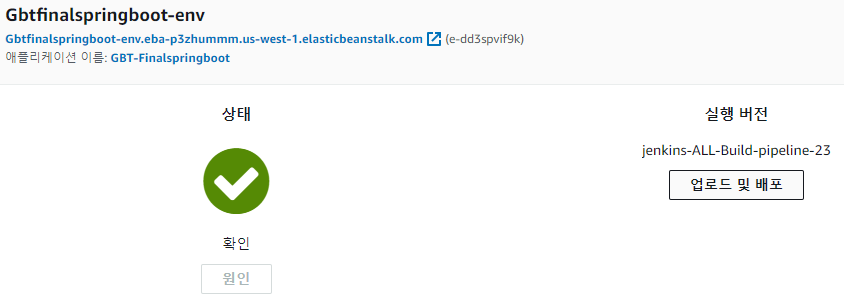 Gbtfinalspringboot-env
Gbtfinalspringboot-env.eba-p3zhummm.us-west-1.elasticbeanstalk.com (e-dd3spvif9k)
애플리케이션 이름: GBT-Finalspringboot
상태
실행 버전
jenkins-ALL-Build-pipeline-23
업로드 및 배포
확인
원인